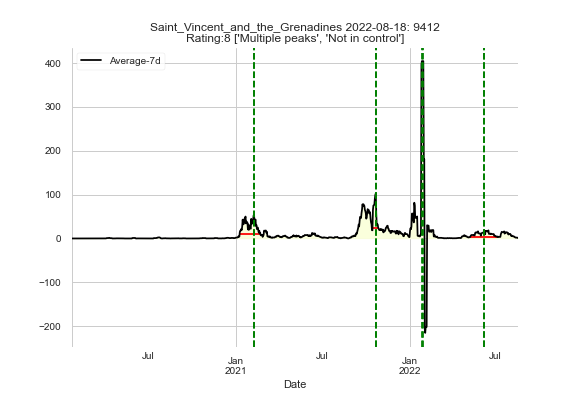 Saint_Vincent_and_the_Grenadines 2022-08-18: 9412
Rating:8 ['Multiple peaks', 'Not in control']
Average-7d
400
300
200
100
0
−100
−200
Jul
Jan
2021
Jul
Jan
2022
Jul
Date